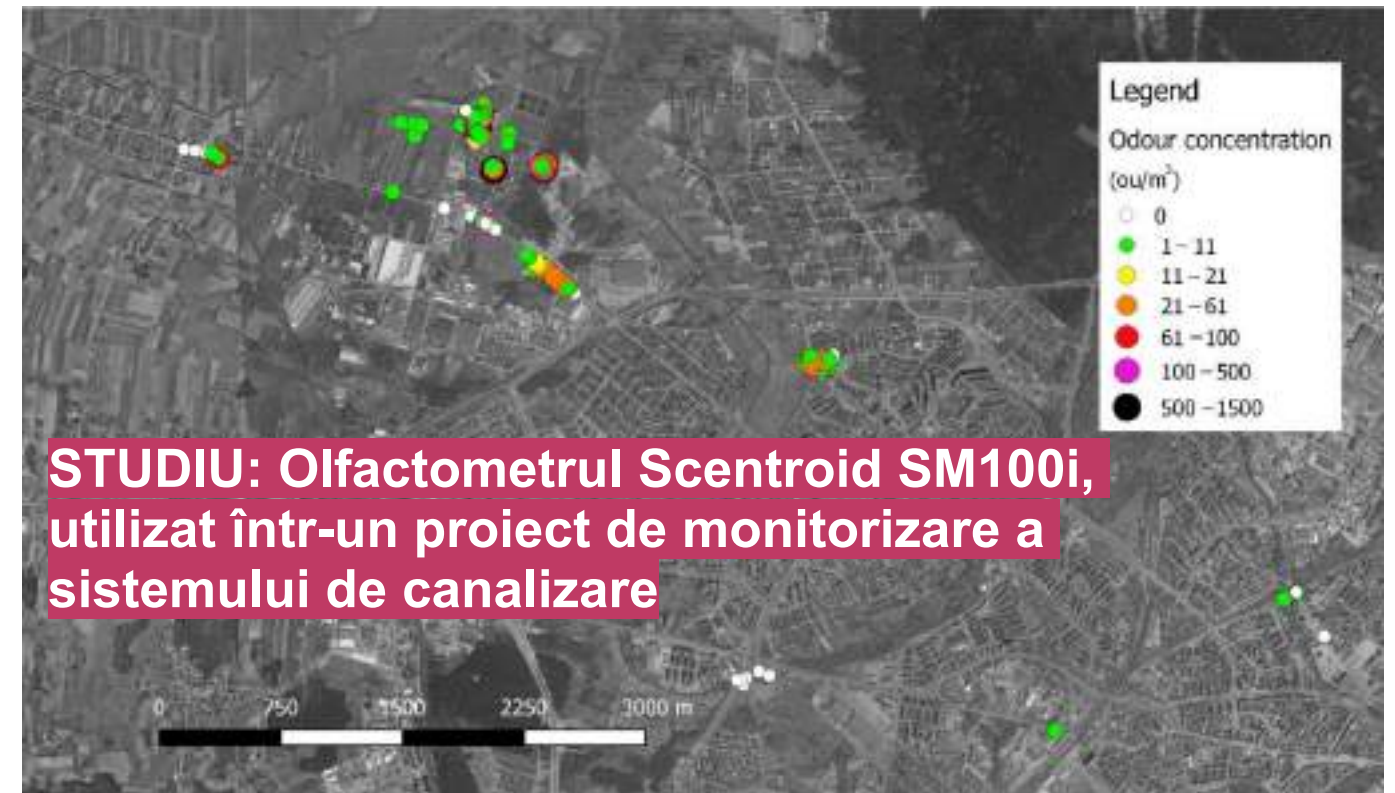 Legend
Odour concentration
(ou/m²)
0
1 – 11
11 – 21
21 – 61
61 – 100
100 – 500
500 – 1500
STUDIU: Olfactometrul Scentroid SM100i,
utilizat într-un proiect de monitorizare a
sistemului de canalizare
0 750 1500 2250 3000 m